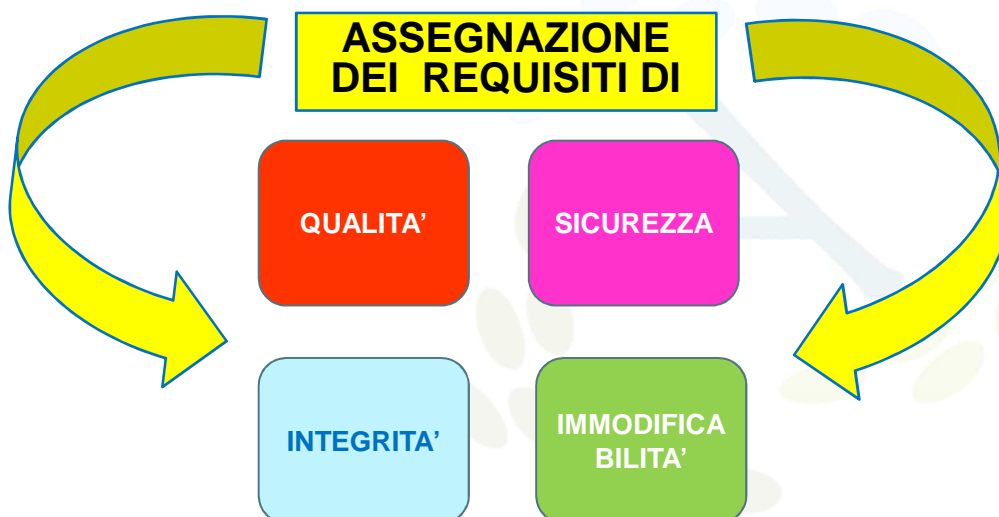 ASSEGNAZIONE
DEI REQUISITI DI
QUALITA’
SICUREZZA
INTEGRITA’
IMMODIFICA
BILITA’